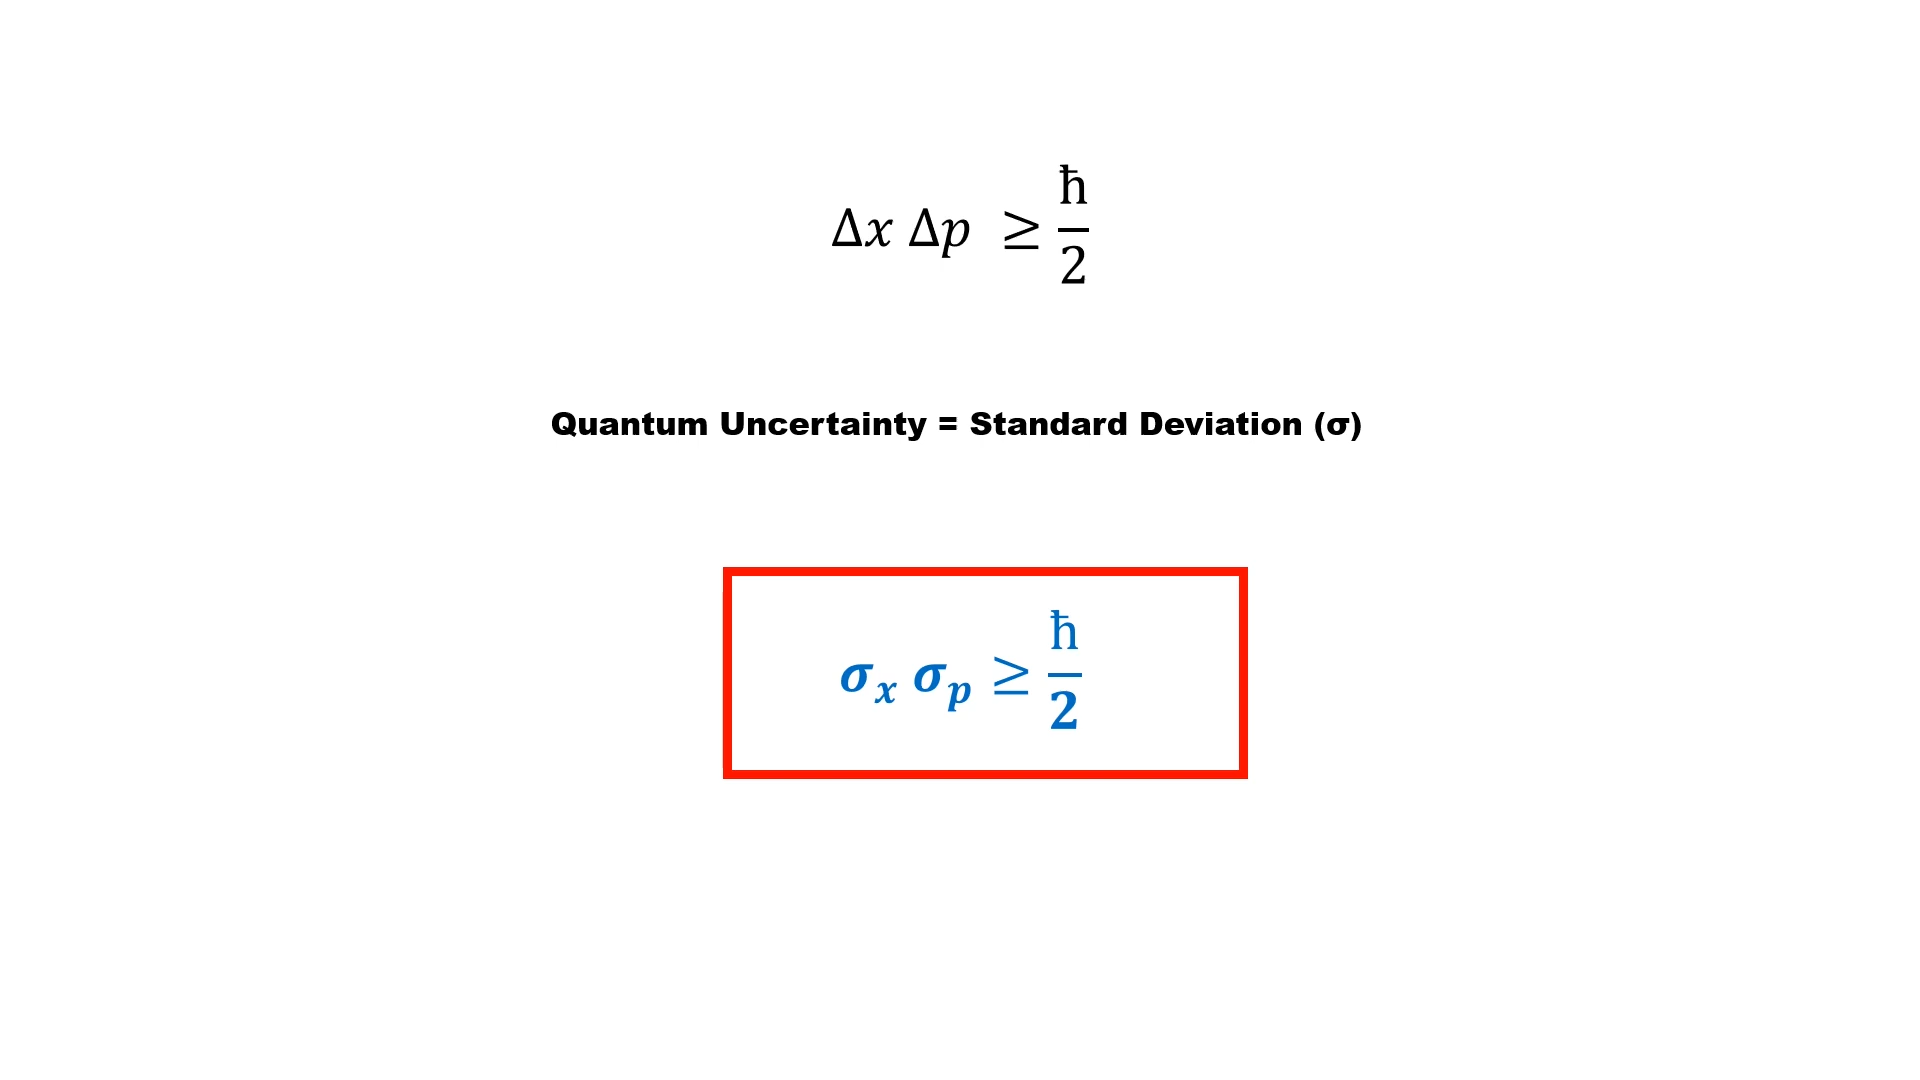 Δx Δp ≥ ħ/2
Quantum Uncertainty = Standard Deviation (σ)
σₓ σₚ ≥ ħ/2